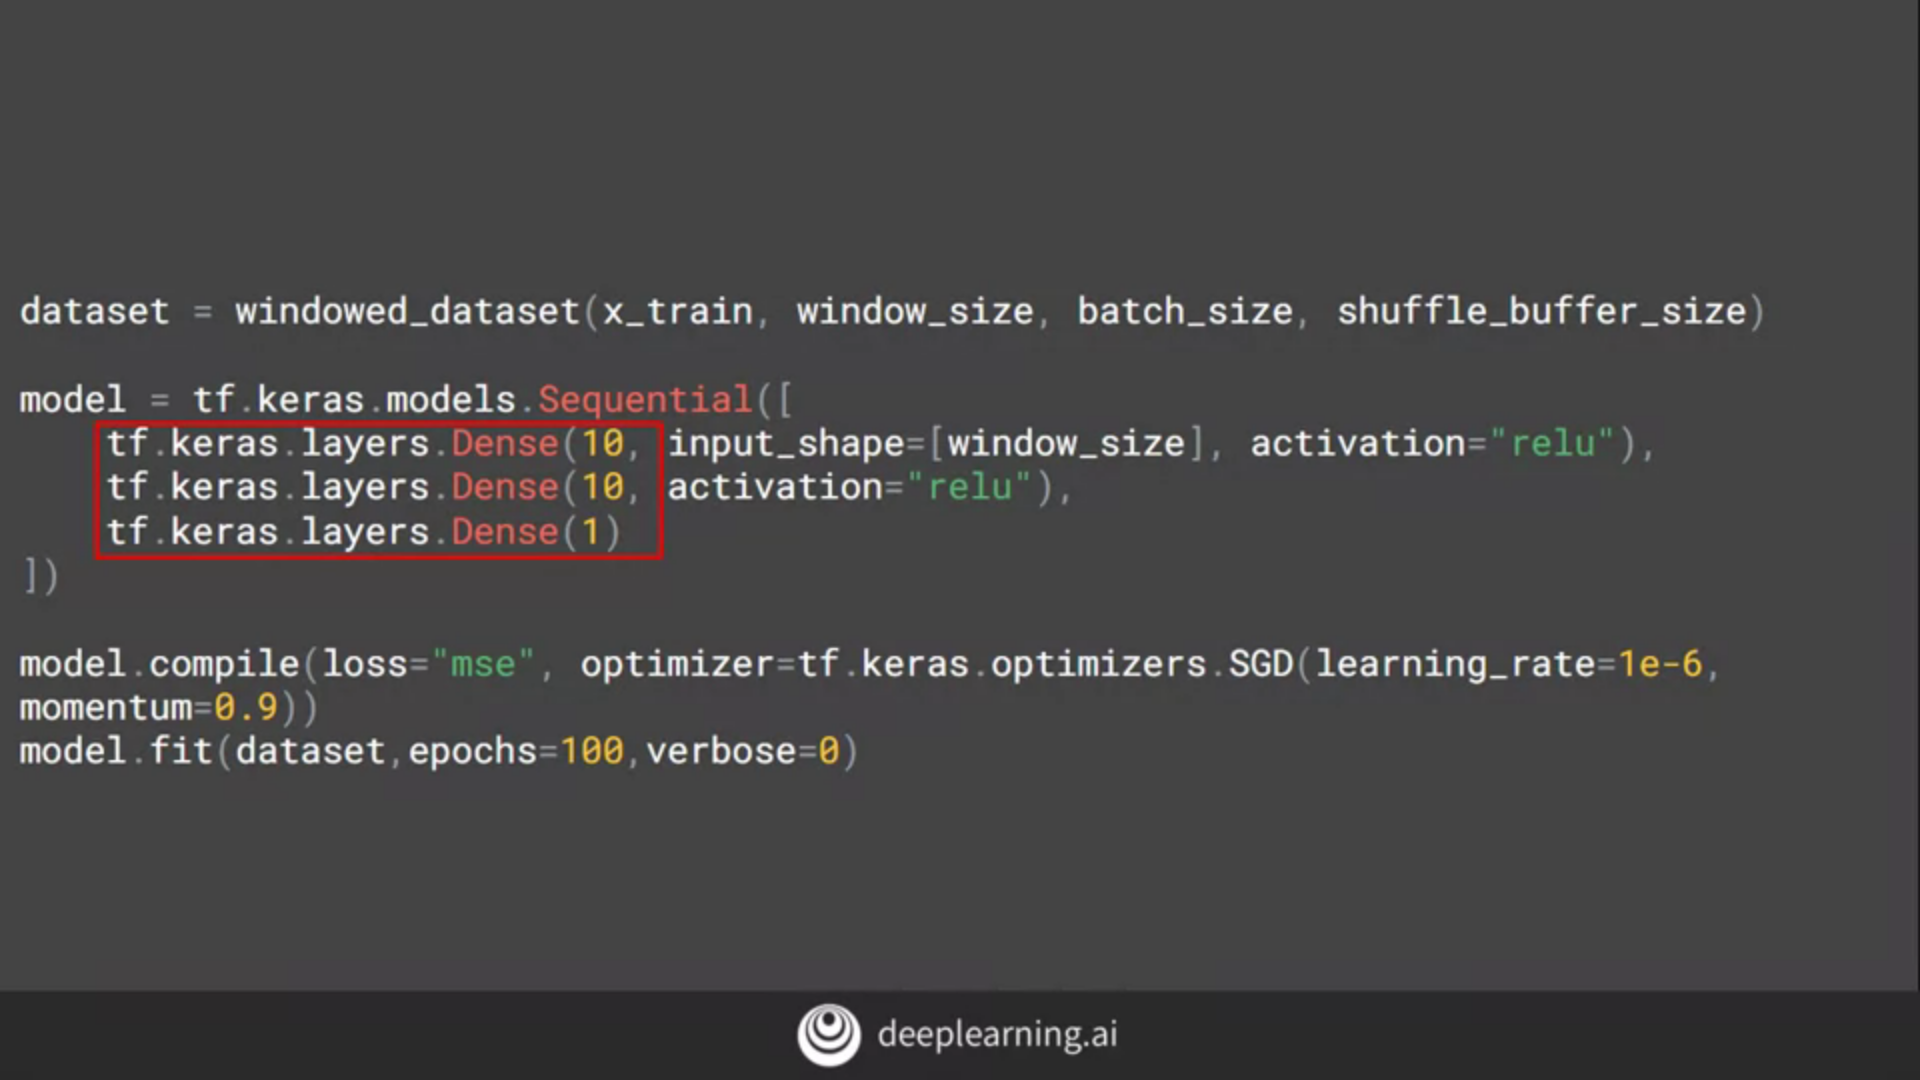 dataset = windowed_dataset(x_train, window_size, batch_size, shuffle_buffer_size)
model = tf.keras.models.Sequential([
    tf.keras.layers.Dense(10, input_shape=[window_size], activation="relu"),
    tf.keras.layers.Dense(10, activation="relu"),
    tf.keras.layers.Dense(1)
])
model.compile(loss="mse", optimizer=tf.keras.optimizers.SGD(learning_rate=1e-6,
momentum=0.9))
model.fit(dataset,epochs=100,verbose=0)
deeplearning.ai